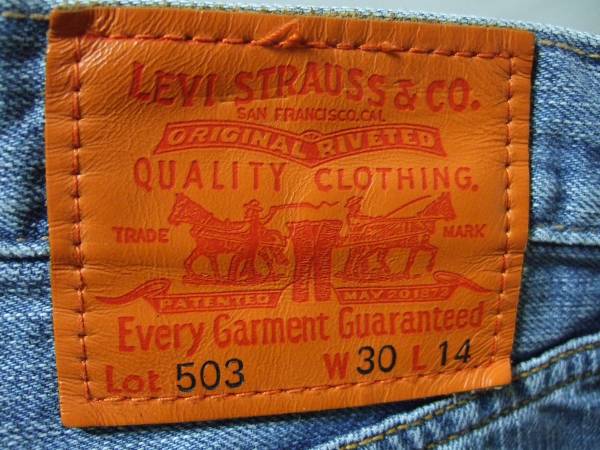 LEVI STRAUSS & CO.
SAN FRANCISCO, CAL.
ORIGINAL RIVETED
QUALITY CLOTHING.
TRADE MARK
PATENTED MAY 20 1873
Every Garment Guaranteed
Lot 503 W 30 L 14